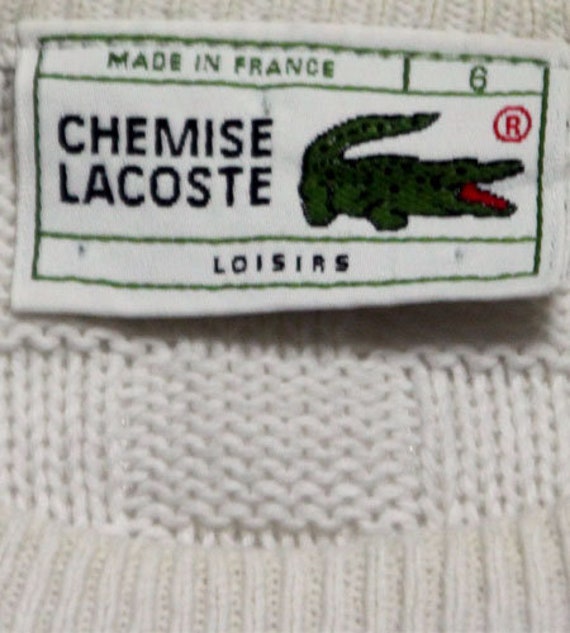 MADE IN FRANCE 6
CHEMISE
LACOSTE ®
LOISIRS